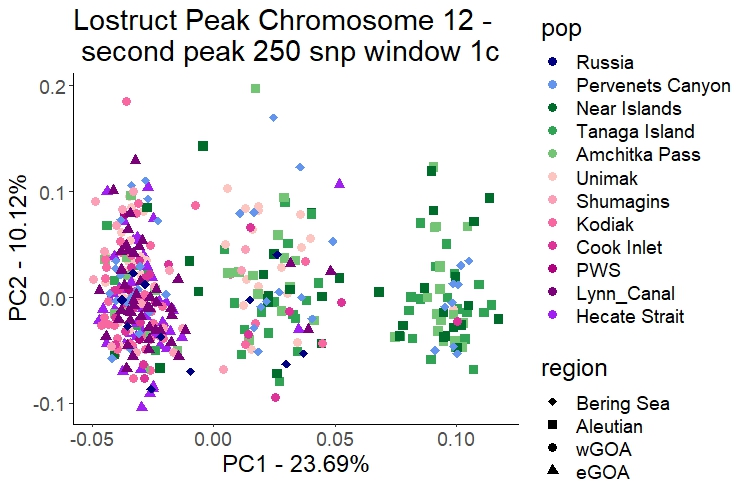 Lostruct Peak Chromosome 12 -
second peak 250 snp window 1c
PC2 - 10.12%
0.2
0.1
0.0
-0.1
-0.05
0.00
0.05
0.10
PC1 - 23.69%
pop
Russia
Pervenets Canyon
Near Islands
Tanaga Island
Amchitka Pass
Unimak
Shumagins
Kodiak
Cook Inlet
PWS
Lynn_Canal
Hecate Strait
region
Bering Sea
Aleutian
wGOA
eGOA